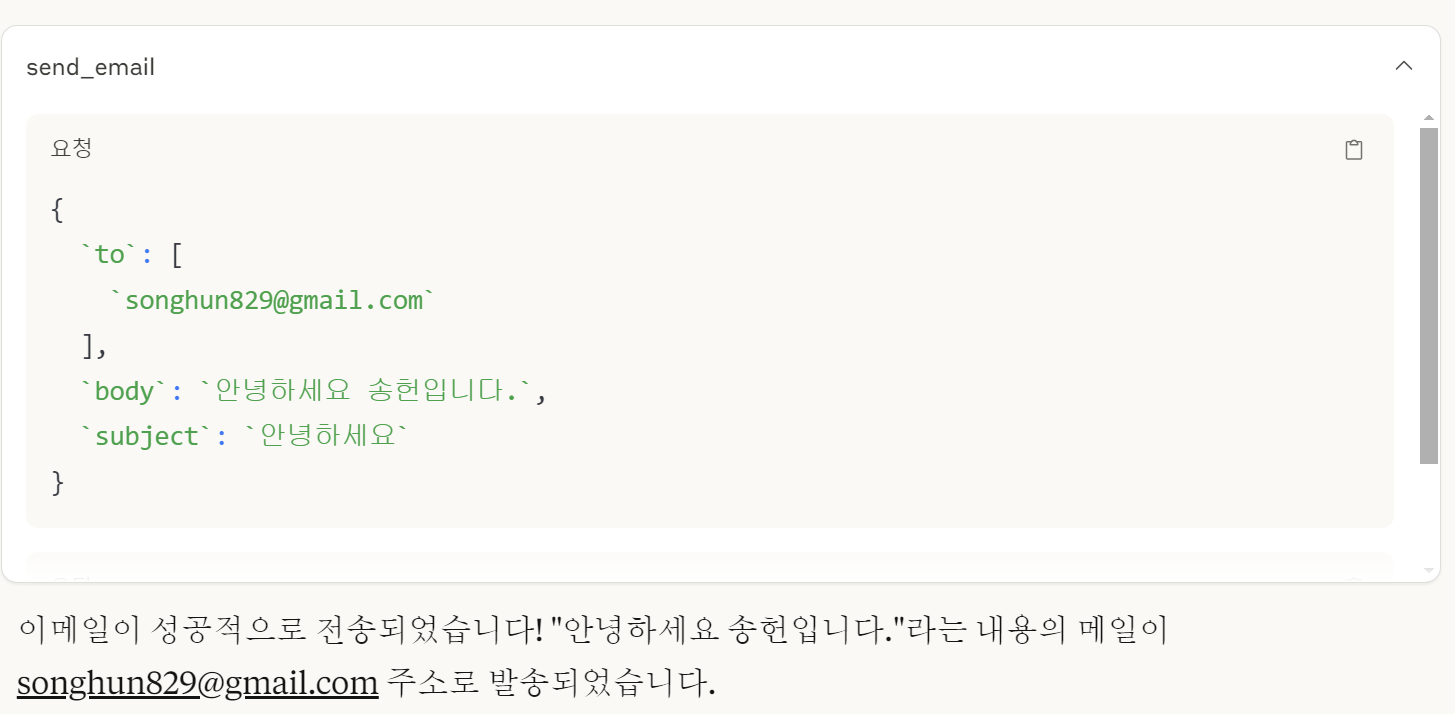 send_email
요청
{
`to`: [
`songhun829@gmail.com`
],
`body`: `안녕하세요 송헌입니다.`,
`subject`: `안녕하세요`
}
이메일이 성공적으로 전송되었습니다! "안녕하세요 송헌입니다."라는 내용의 메일이
songhun829@gmail.com 주소로 발송되었습니다.